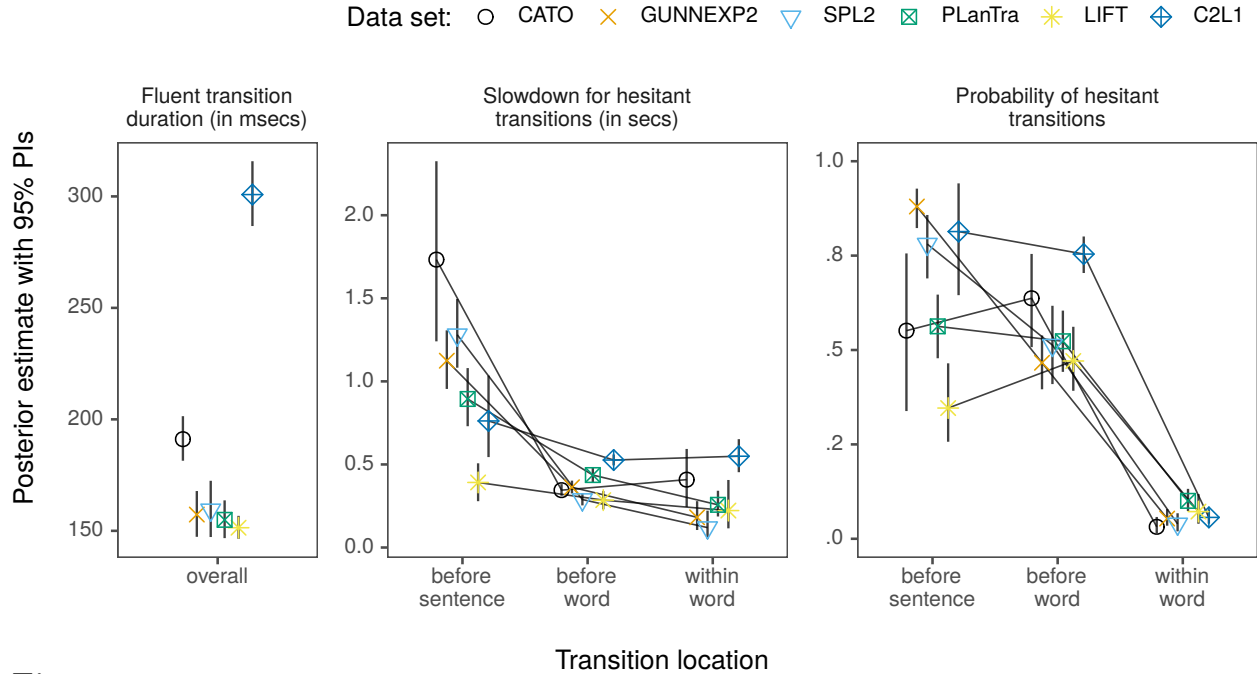 Data set: CATO GUNNEXP2 SPL2 PLanTra LIFT C2L1
Fluent transition
duration (in msecs)
Slowdown for hesitant
transitions (in secs)
Probability of hesitant
transitions
Posterior estimate with 95% PIs
300
250
200
150
overall
2.0
1.5
1.0
0.5
0.0
before
sentence
before
word
within
word
1.0
.8
.5
.2
.0
before
sentence
before
word
within
word
Transition location